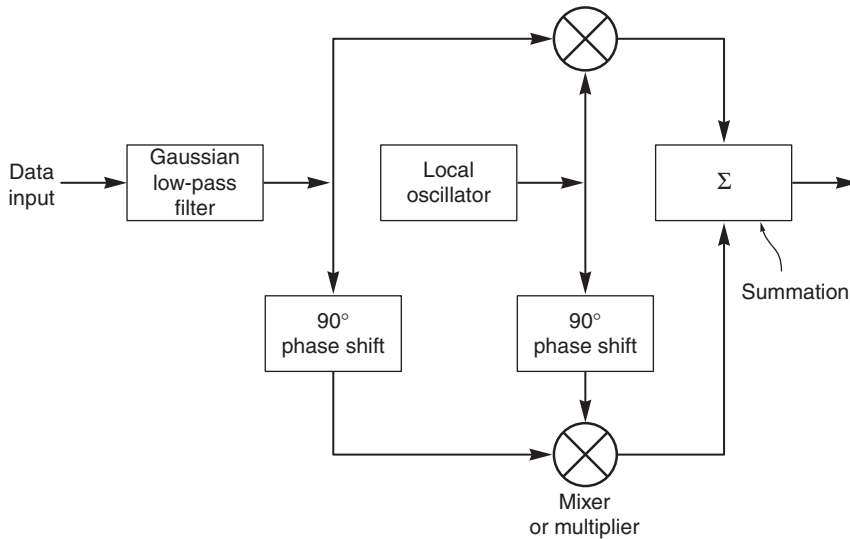 Data
input
Gaussian
low-pass
filter
Local
oscillator
Σ
Summation
90°
phase shift
90°
phase shift
Mixer
or multiplier